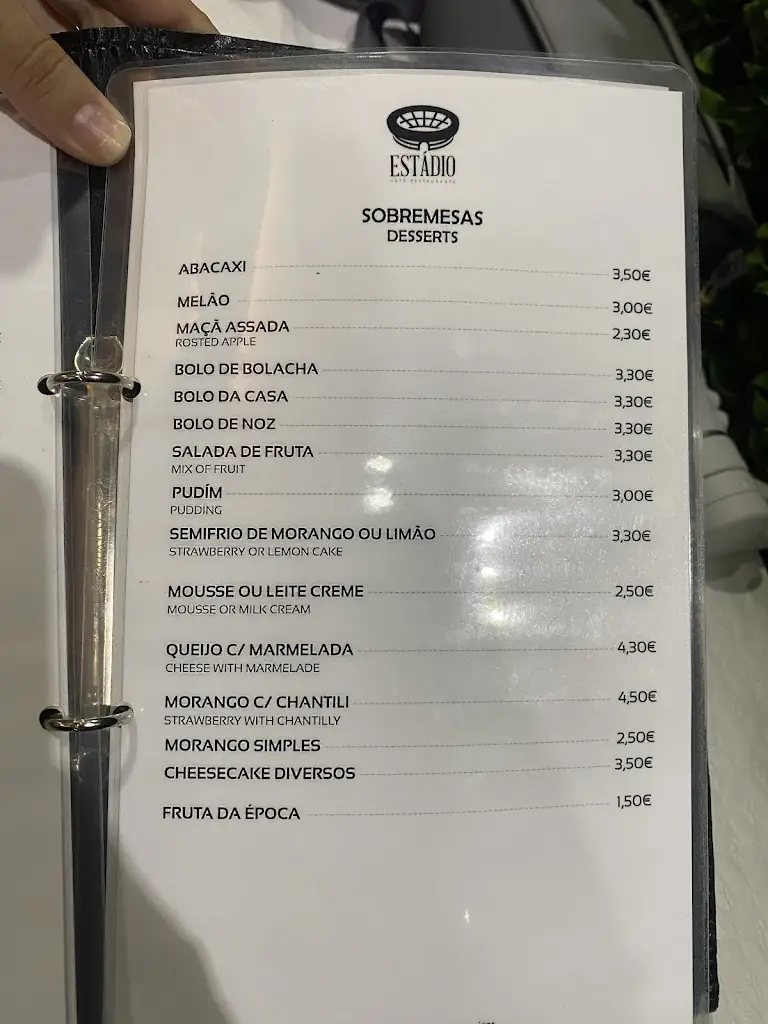 ESTÁDIO
CAFÉ RESTAURANTE
SOBREMESAS
DESSERTS
ABACAXI 3,50€
MELÃO 3,00€
MAÇÃ ASSADA 2,30€
ROSTED APPLE
BOLO DE BOLACHA 3,30€
BOLO DA CASA 3,30€
BOLO DE NOZ 3,30€
SALADA DE FRUTA 3,30€
MIX OF FRUIT
PUDÍM 3,00€
PUDDING
SEMIFRIO DE MORANGO OU LIMÃO 3,30€
STRAWBERRY OR LEMON CAKE
MOUSSE OU LEITE CREME 2,50€
MOUSSE OR MILK CREAM
QUEIJO C/ MARMELADA 4,30€
CHEESE WITH MARMELADE
MORANGO C/ CHANTILI 4,50€
STRAWBERRY WITH CHANTILLY
MORANGO SIMPLES 2,50€
CHEESECAKE DIVERSOS 3,50€
FRUTA DA ÉPOCA 1,50€